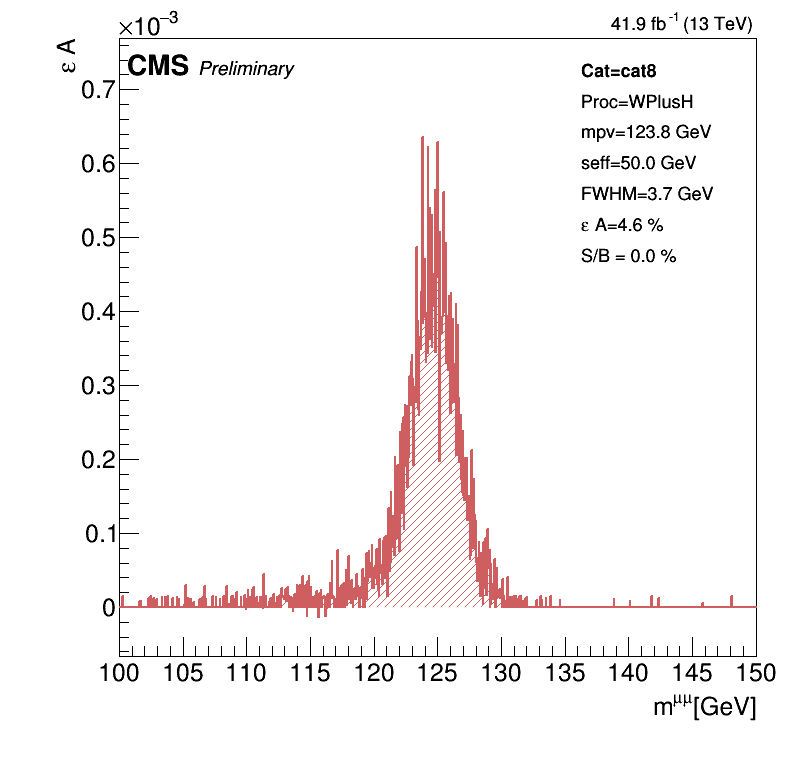 ×10⁻³
41.9 fb⁻¹ (13 TeV)
ε A
CMS Preliminary
Cat=cat8
Proc=WPlusH
mpv=123.8 GeV
seff=50.0 GeV
FWHM=3.7 GeV
ε A=4.6 %
S/B = 0.0 %
0.7
0.6
0.5
0.4
0.3
0.2
0.1
0
100 105 110 115 120 125 130 135 140 145 150
m^μμ[GeV]